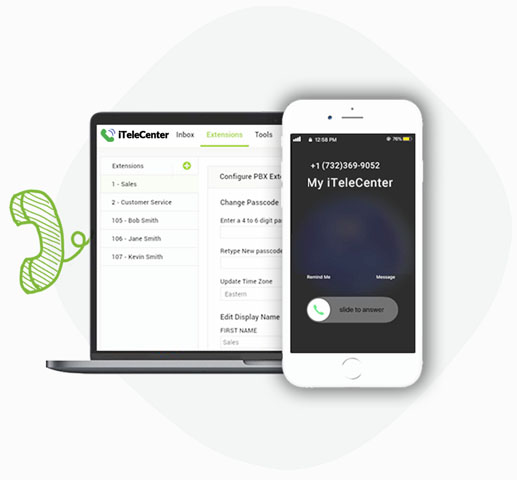 iTeleCenter Inbox Extensions Tools
Extensions
1 - Sales
2 - Customer Service
105 - Bob Smith
106 - Jane Smith
107 - Kevin Smith
Configure PBX Exte
Change Passcode
Enter a 4 to 6 digit pa
Retype New passcode
Update Time Zone
Eastern
Edit Display Name
FIRST NAME
Sales
12:58 PM 76%
+1 (732)369-9052
My iTeleCenter
Remind Me Message
slide to answer